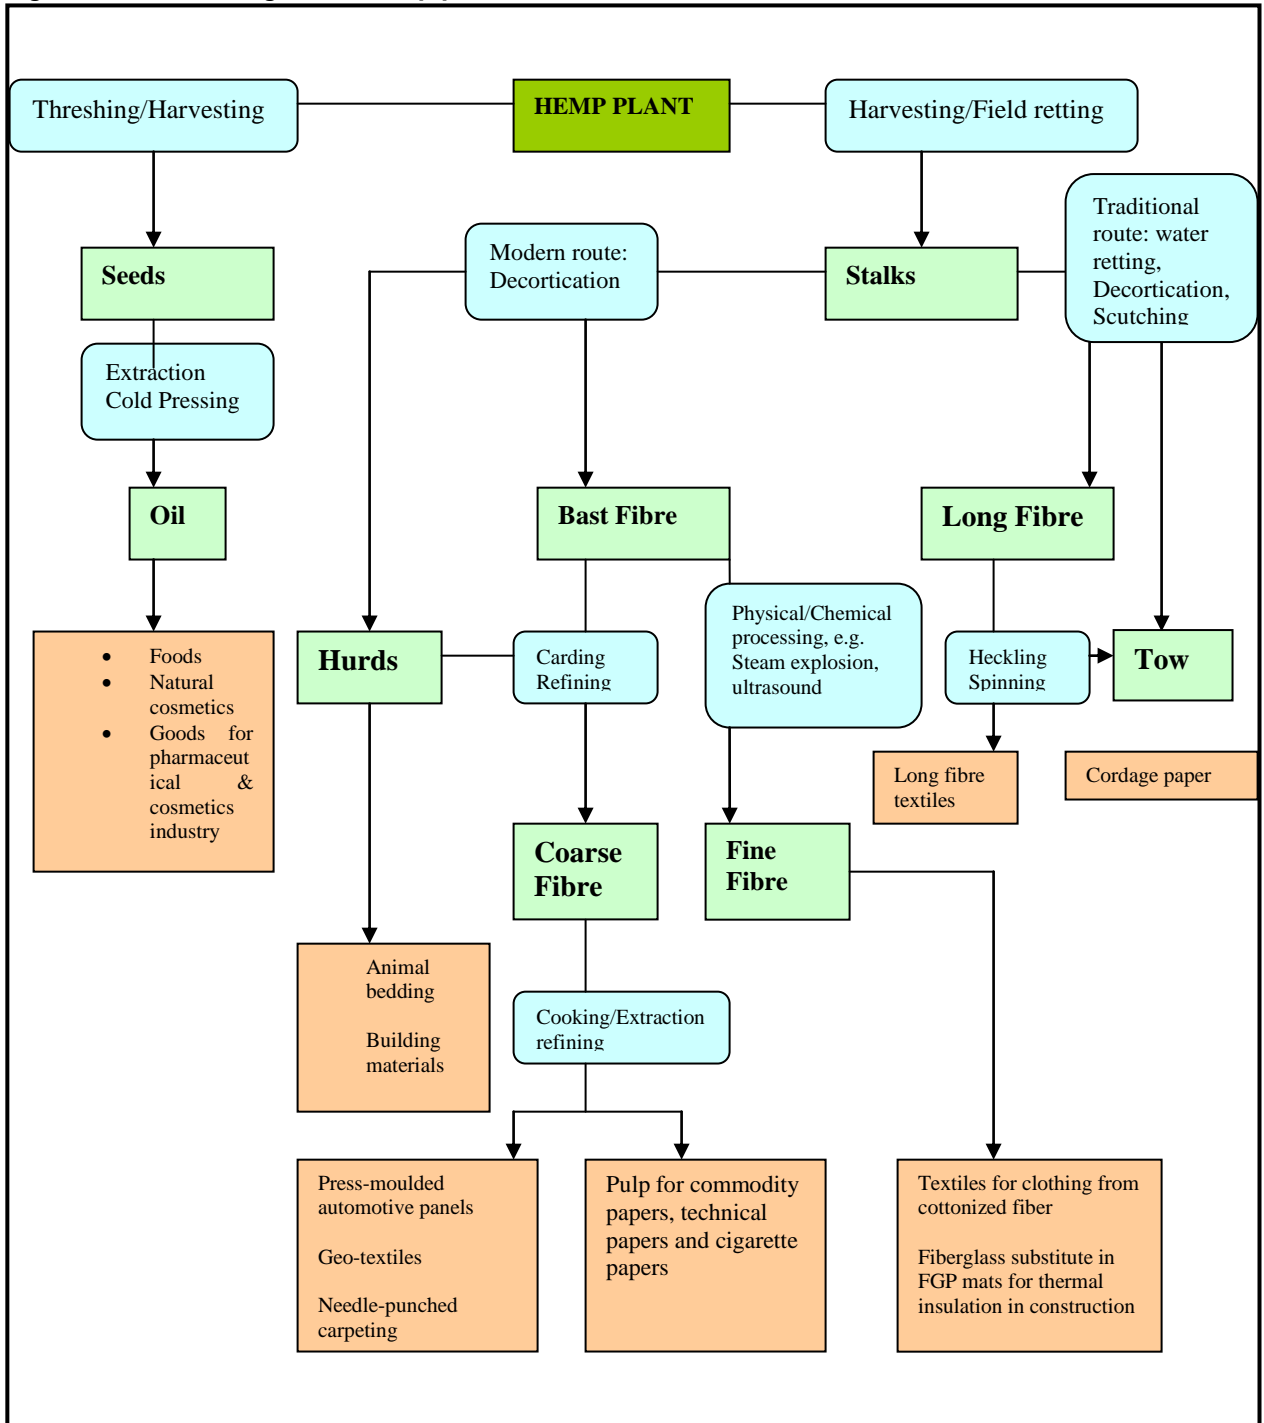 HEMP PLANT
Threshing/Harvesting
Harvesting/Field retting
Traditional
route: water
retting,
Decortication,
Scutching
Modern route:
Decortication
Seeds
Stalks
Extraction
Cold Pressing
Oil
Bast Fibre
Long Fibre
Physical/Chemical
processing, e.g.
Steam explosion,
ultrasound
• Foods
• Natural
cosmetics
• Goods for
pharmaceut
ical &
cosmetics
industry
Hurds
Carding
Refining
Heckling
Spinning
Tow
Long fibre
textiles
Cordage paper
Coarse
Fibre
Fine
Fibre
Animal
bedding
Building
materials
Cooking/Extraction
refining
Press-moulded
automotive panels
Geo-textiles
Needle-punched
carpeting
Pulp for commodity
papers, technical
papers and cigarette
papers
Textiles for clothing from
cottonized fiber
Fiberglass substitute in
FGP mats for thermal
insulation in construction